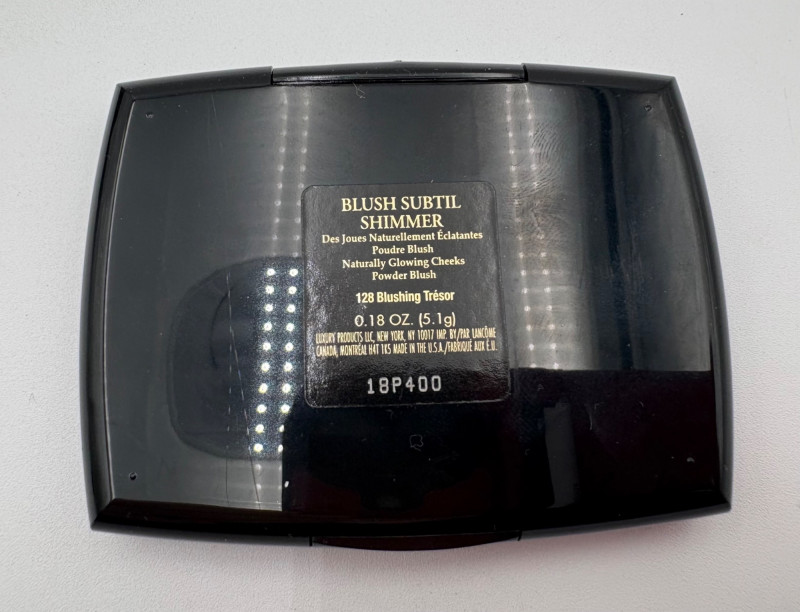 BLUSH SUBTIL
SHIMMER
Des Joues Naturellement Éclatantes
Poudre Blush
Naturally Glowing Cheeks
Powder Blush
128 Blushing Trésor
0.18 OZ. (5.1g)
LUXURY PRODUCTS LLC, NEW YORK, NY 10017 IMP. BY/PAR LANCÔME
CANADA, MONTRÉAL H4T 1K5 MADE IN THE U.S.A./FABRIQUÉ AUX É.U.
18P400